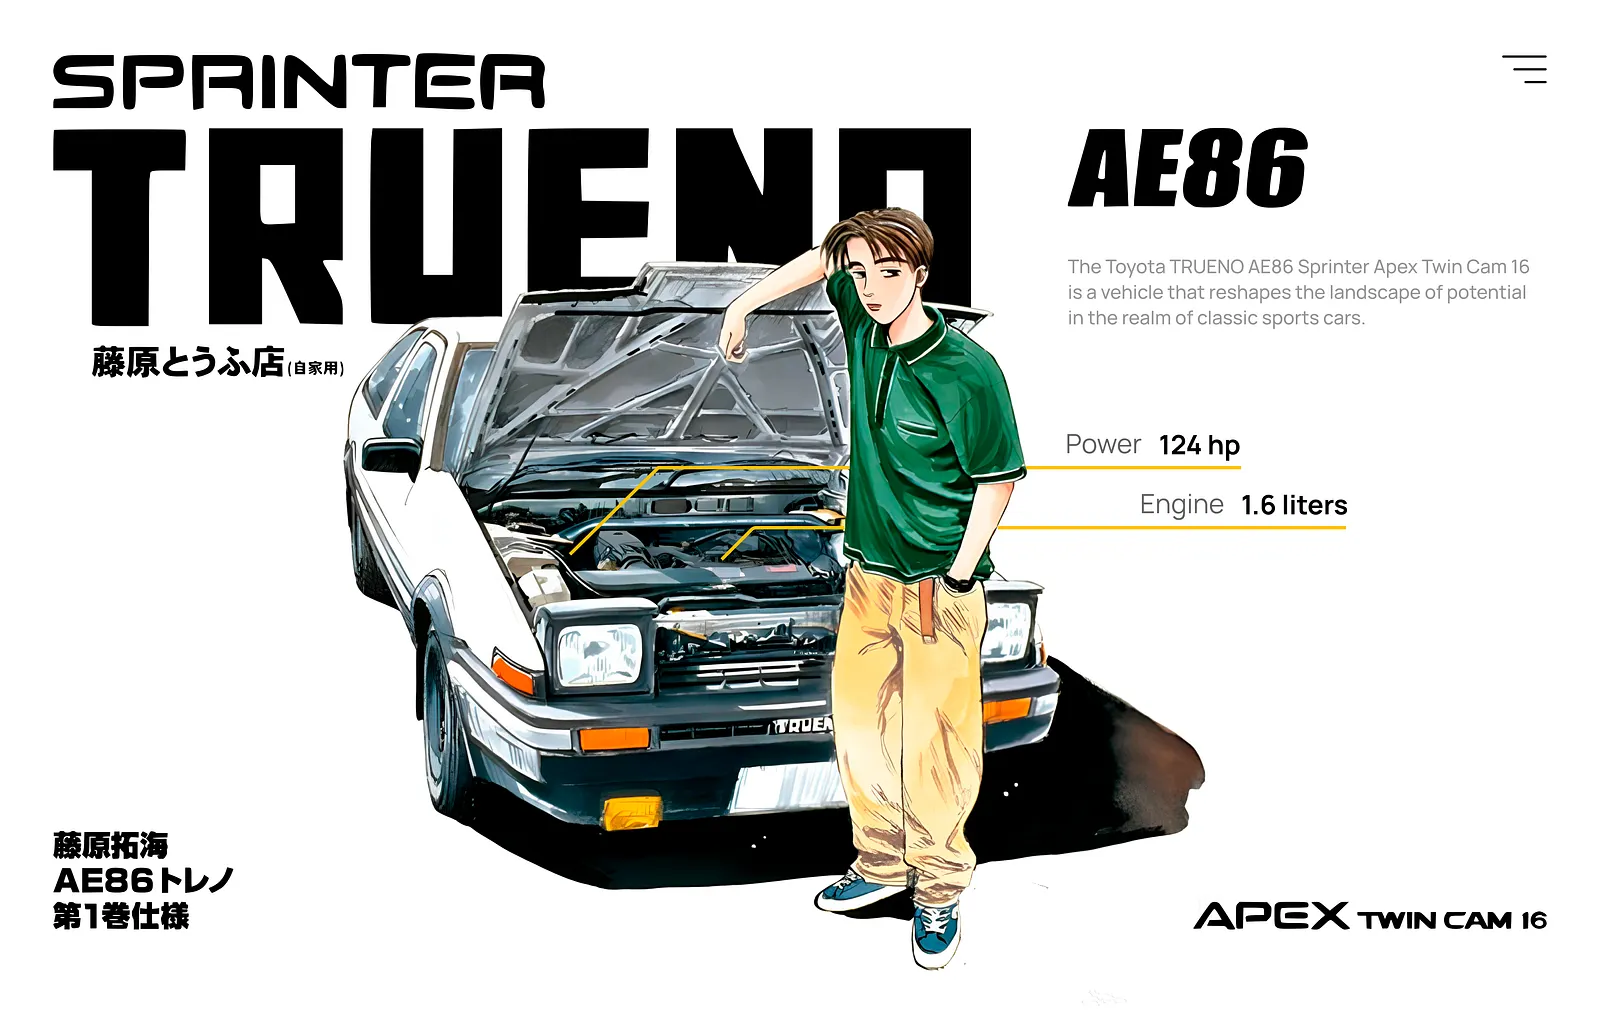 SPRINTER
TRUENO
AE86
The Toyota TRUENO AE86 Sprinter Apex Twin Cam 16
is a vehicle that reshapes the landscape of potential
in the realm of classic sports cars.
藤原とうふ店(自家用)
Power 124 hp
Engine 1.6 liters
TRUEN
藤原拓海
AE86トレノ
第1巻仕様
APEX TWIN CAM 16